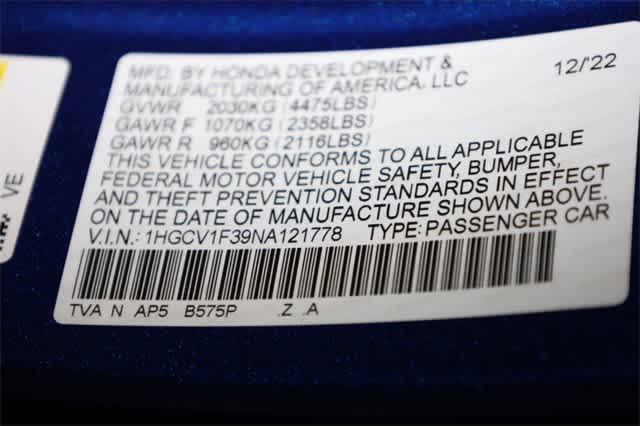 MFD. BY HONDA DEVELOPMENT & 12/'22
MANUFACTURING OF AMERICA. LLC
GVWR 2030KG (4475LBS)
GAWR F 1070KG (2358LBS)
GAWR R 960KG (2116LBS)
THIS VEHICLE CONFORMS TO ALL APPLICABLE
FEDERAL MOTOR VEHICLE SAFETY, BUMPER,
AND THEFT PREVENTION STANDARDS IN EFFECT
ON THE DATE OF MANUFACTURE SHOWN ABOVE.
V.I.N.: 1HGCV1F39NA121778 TYPE: PASSENGER CAR
TVA N AP5 B575P .Z .A
VE